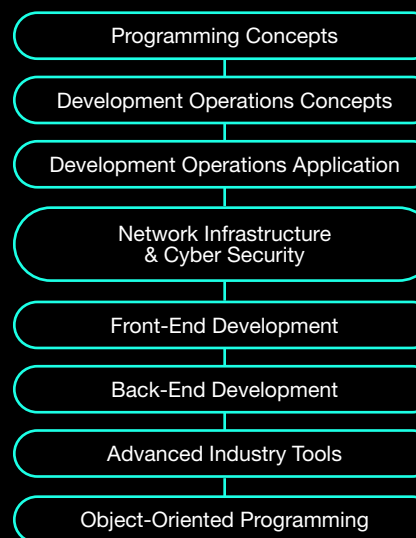 Programming Concepts
Development Operations Concepts
Development Operations Application
Network Infrastructure
& Cyber Security
Front-End Development
Back-End Development
Advanced Industry Tools
Object-Oriented Programming